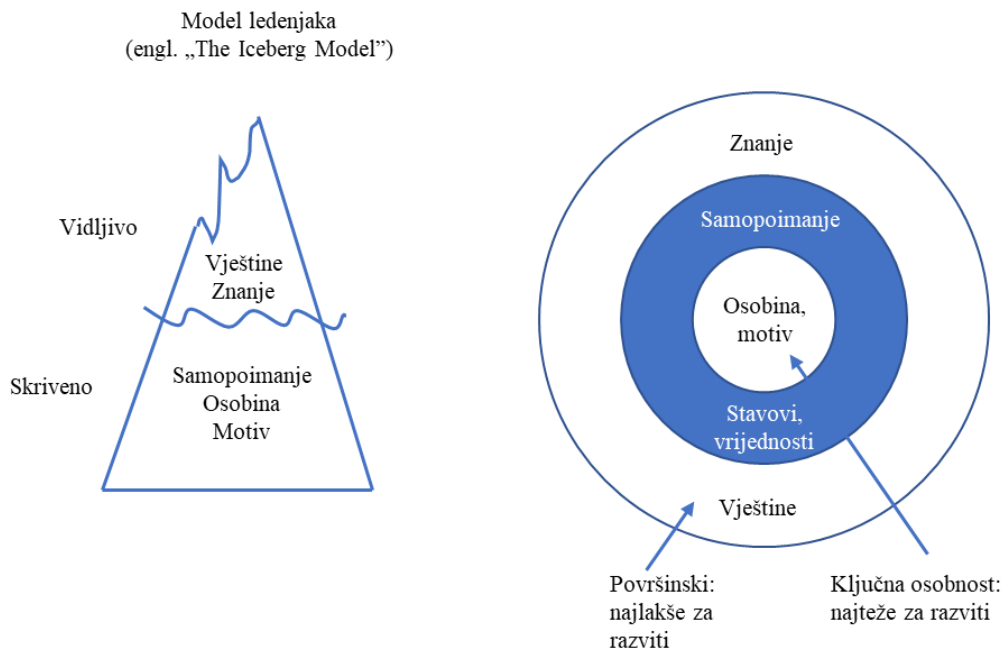 Model ledenjaka
(engl. „The Iceberg Model”)
Vidljivo
Vještine
Znanje
Skriveno
Samopoimanje
Osobina
Motiv
Znanje
Samopoimanje
Osobina,
motiv
Stavovi,
vrijednosti
Vještine
Površinski:
najlakše za
razviti
Ključna osobnost:
najteže za razviti